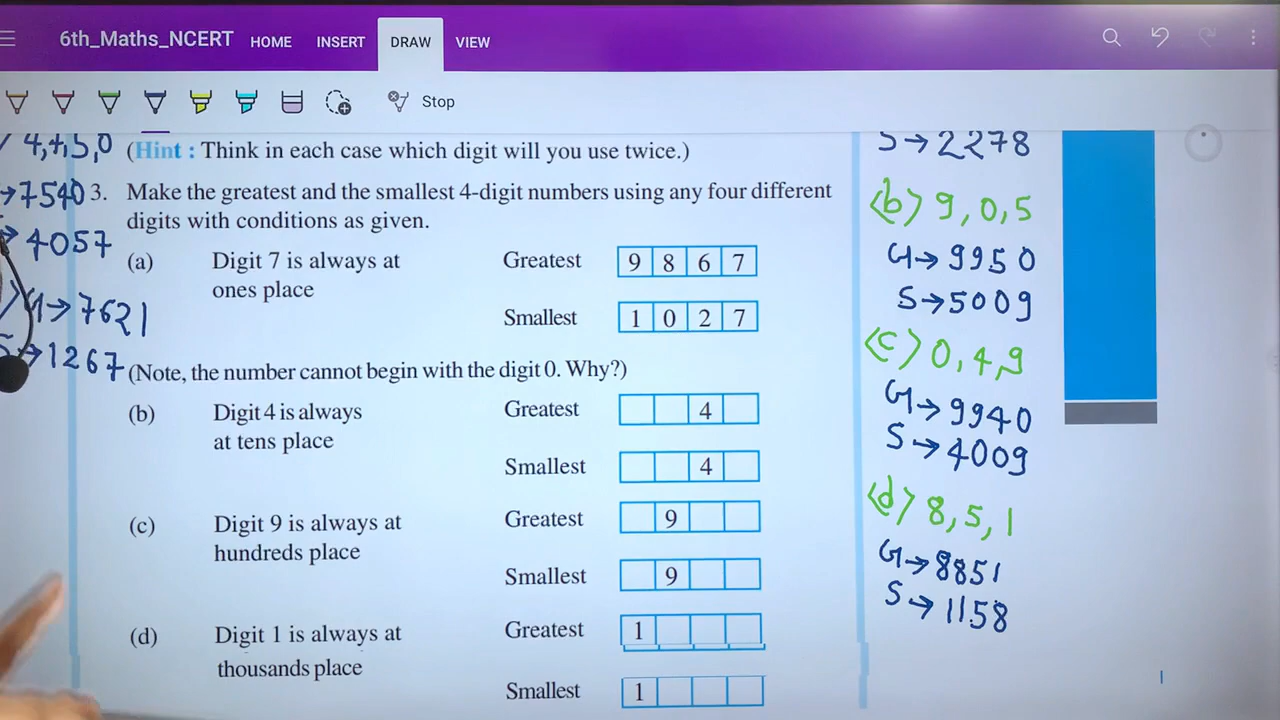 6th_Maths_NCERT HOME INSERT DRAW VIEW
Stop
4,4,5,0
→7540
4057
G→7621
S→1267
(Hint : Think in each case which digit will you use twice.)
3. Make the greatest and the smallest 4-digit numbers using any four different
digits with conditions as given.
(a) Digit 7 is always at Greatest 9 8 6 7
ones place
Smallest 1 0 2 7
(Note, the number cannot begin with the digit 0. Why?)
(b) Digit 4 is always Greatest 4
at tens place
Smallest 4
(c) Digit 9 is always at Greatest 9
hundreds place
Smallest 9
(d) Digit 1 is always at Greatest 1
thousands place
Smallest 1
S→2278
(b) 9,0,5
G→9950
S→5009
(c) 0,4,9
G→9940
S→4009
(d) 8,5,1
G→8851
S→1158